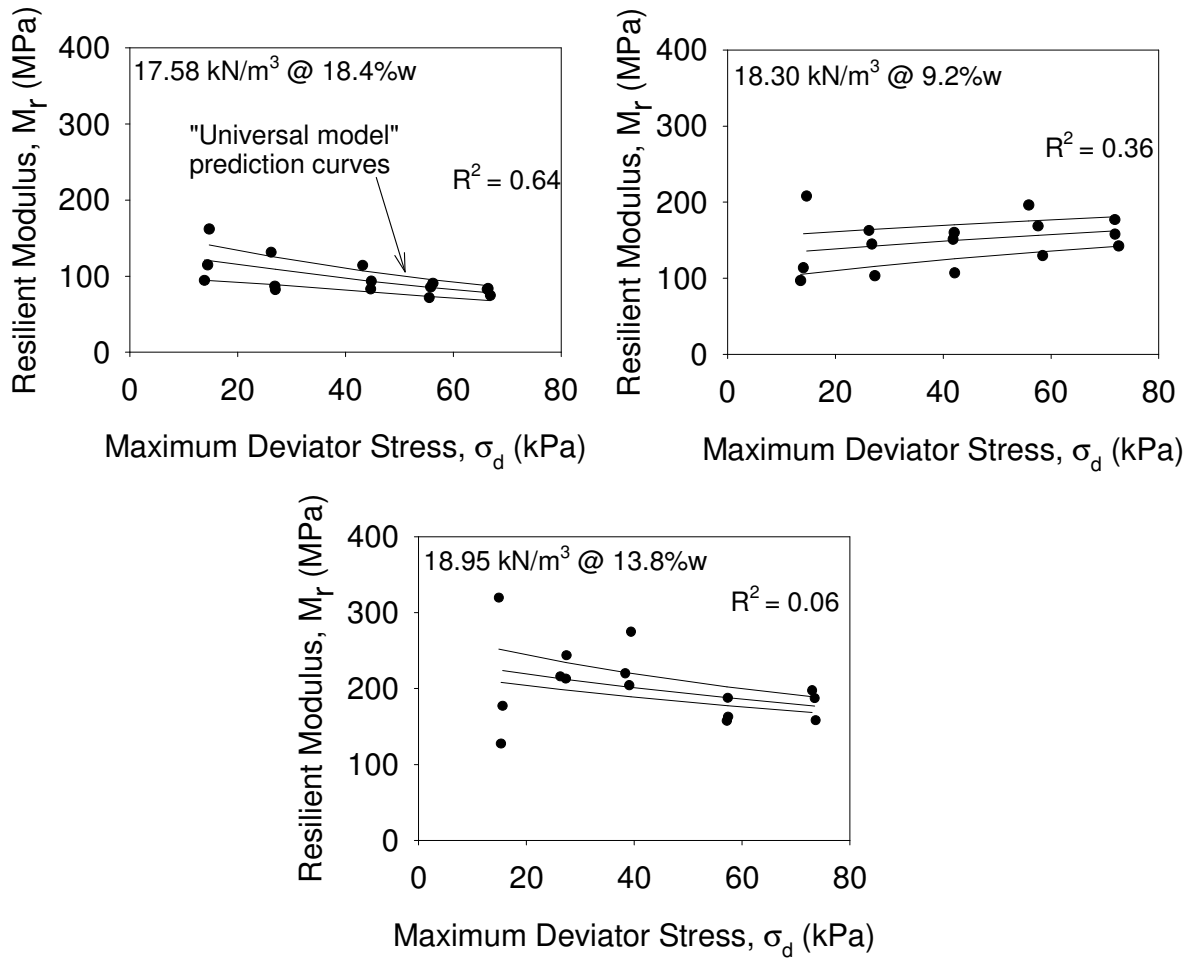 Resilient Modulus, Mr (MPa)
400
300
200
100
0
17.58 kN/m³ @ 18.4%w
"Universal model"
prediction curves
R² = 0.64
0 20 40 60 80
Maximum Deviator Stress, σd (kPa)
Resilient Modulus, Mr (MPa)
400
300
200
100
0
18.30 kN/m³ @ 9.2%w
R² = 0.36
0 20 40 60 80
Maximum Deviator Stress, σd (kPa)
Resilient Modulus, Mr (MPa)
400
300
200
100
0
18.95 kN/m³ @ 13.8%w
R² = 0.06
0 20 40 60 80
Maximum Deviator Stress, σd (kPa)